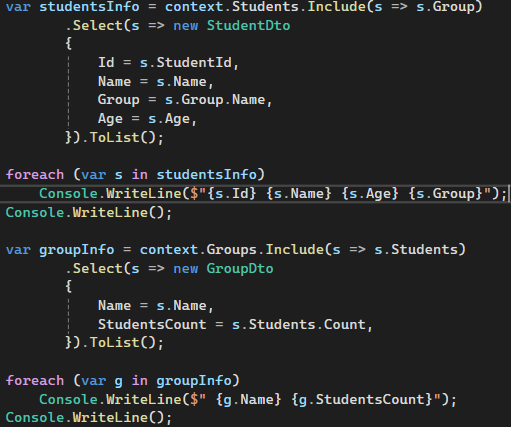 var studentsInfo = context.Students.Include(s => s.Group)
       .Select(s => new StudentDto
       {
           Id = s.StudentId,
           Name = s.Name,
           Group = s.Group.Name,
           Age = s.Age,
       }).ToList();

foreach (var s in studentsInfo)
    Console.WriteLine($"{s.Id} {s.Name} {s.Age} {s.Group}");
Console.WriteLine();

var groupInfo = context.Groups.Include(s => s.Students)
       .Select(s => new GroupDto
       {
           Name = s.Name,
           StudentsCount = s.Students.Count,
       }).ToList();

foreach (var g in groupInfo)
    Console.WriteLine($" {g.Name} {g.StudentsCount}");
Console.WriteLine();